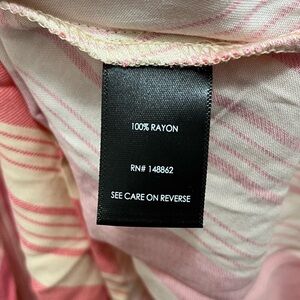 100% RAYON
RN# 148862
SEE CARE ON REVERSE